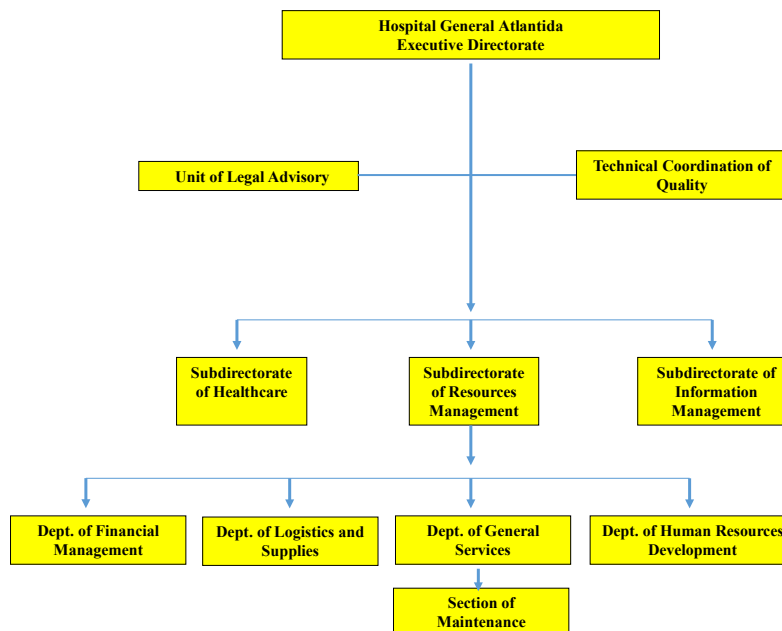 Hospital General Atlantida
Executive Directorate
Unit of Legal Advisory
Technical Coordination of
Quality
Subdirectorate
of Healthcare
Subdirectorate
of Resources
Management
Subdirectorate of
Information
Management
Dept. of Financial
Management
Dept. of Logistics and
Supplies
Dept. of General
Services
Dept. of Human Resources
Development
Section of
Maintenance